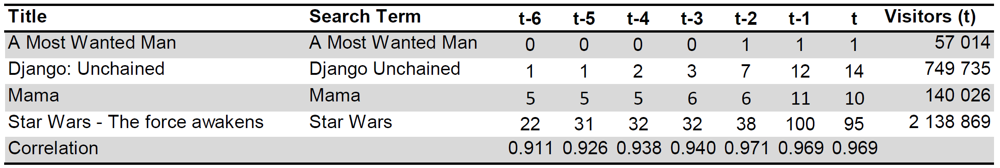 Title Search Term t-6 t-5 t-4 t-3 t-2 t-1 t Visitors (t)
A Most Wanted Man A Most Wanted Man 0 0 0 0 1 1 1 57 014
Django: Unchained Django Unchained 1 1 2 3 7 12 14 749 735
Mama Mama 5 5 5 6 6 11 10 140 026
Star Wars - The force awakens Star Wars 22 31 32 32 38 100 95 2 138 869
Correlation 0.911 0.926 0.938 0.940 0.971 0.969 0.969